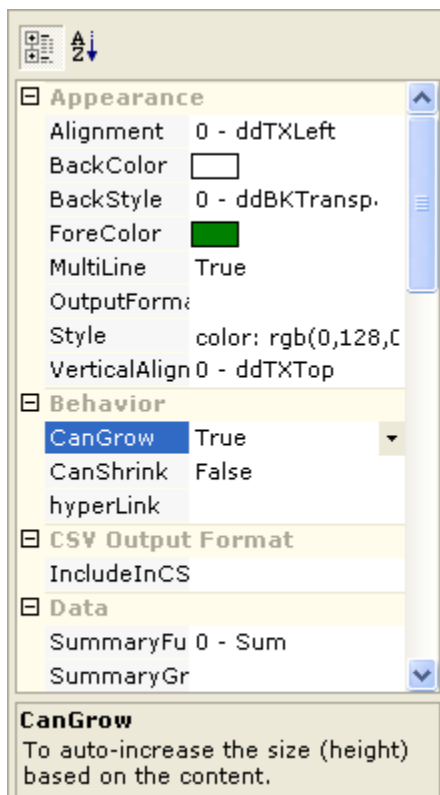 A
Z
Appearance
Alignment 0 - ddTXLeft
BackColor
BackStyle 0 - ddBKTransp.
ForeColor
MultiLine True
OutputForma
Style color: rgb(0,128,0
VerticalAlign 0 - ddTXTop
Behavior
CanGrow True
CanShrink False
hyperLink
CSV Output Format
IncludeInCS
Data
SummaryFu 0 - Sum
SummaryGr
CanGrow
To auto-increase the size (height)
based on the content.